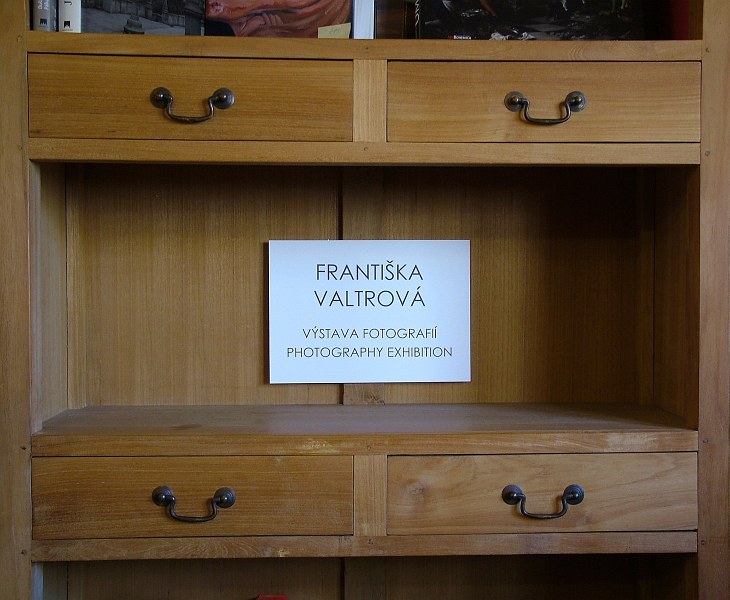 FRANTIŠKA
VALTROVÁ
VÝSTAVA FOTOGRAFIÍ
PHOTOGRAPHY EXHIBITION